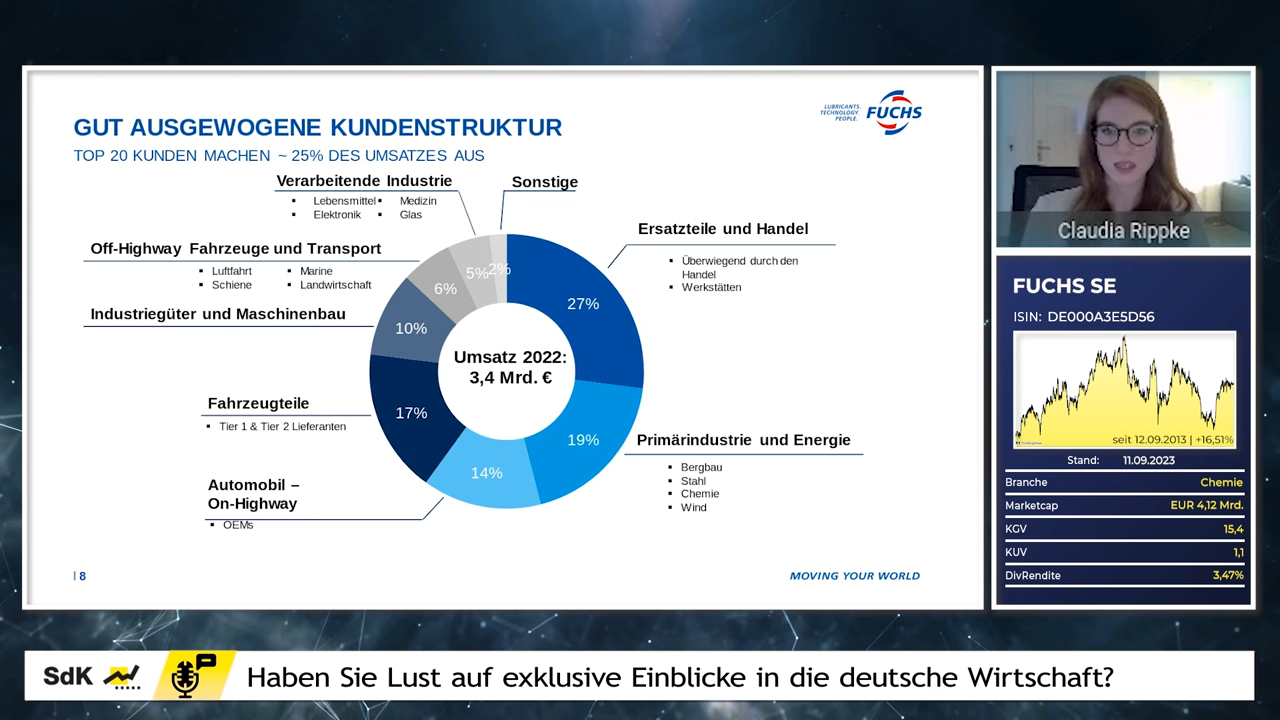 LUBRICANTS.
TECHNOLOGY.
PEOPLE.
FUCHS
GUT AUSGEWOGENE KUNDENSTRUKTUR
TOP 20 KUNDEN MACHEN ~ 25% DES UMSATZES AUS
Verarbeitende Industrie
▪ Lebensmittel ▪ Medizin
▪ Elektronik ▪ Glas
Sonstige
Ersatzteile und Handel
▪ Überwiegend durch den
Handel
▪ Werkstätten
Off-Highway Fahrzeuge und Transport
▪ Luftfahrt ▪ Marine
▪ Schiene ▪ Landwirtschaft
Industriegüter und Maschinenbau
Fahrzeugteile
▪ Tier 1 & Tier 2 Lieferanten
Automobil –
On-Highway
▪ OEMs
Primärindustrie und Energie
▪ Bergbau
▪ Stahl
▪ Chemie
▪ Wind
27%
19%
14%
17%
10%
6%
5%
2%
Umsatz 2022:
3,4 Mrd. €
| 8
MOVING YOUR WORLD
Claudia Rippke
FUCHS SE
ISIN: DE000A3E5D56
seit 12.09.2013 | +16,51%
Stand: 11.09.2023
Branche Chemie
Marketcap EUR 4,12 Mrd.
KGV 15,4
KUV 1,1
DivRendite 3,47%
SdK
Haben Sie Lust auf exklusive Einblicke in die deutsche Wirtschaft?